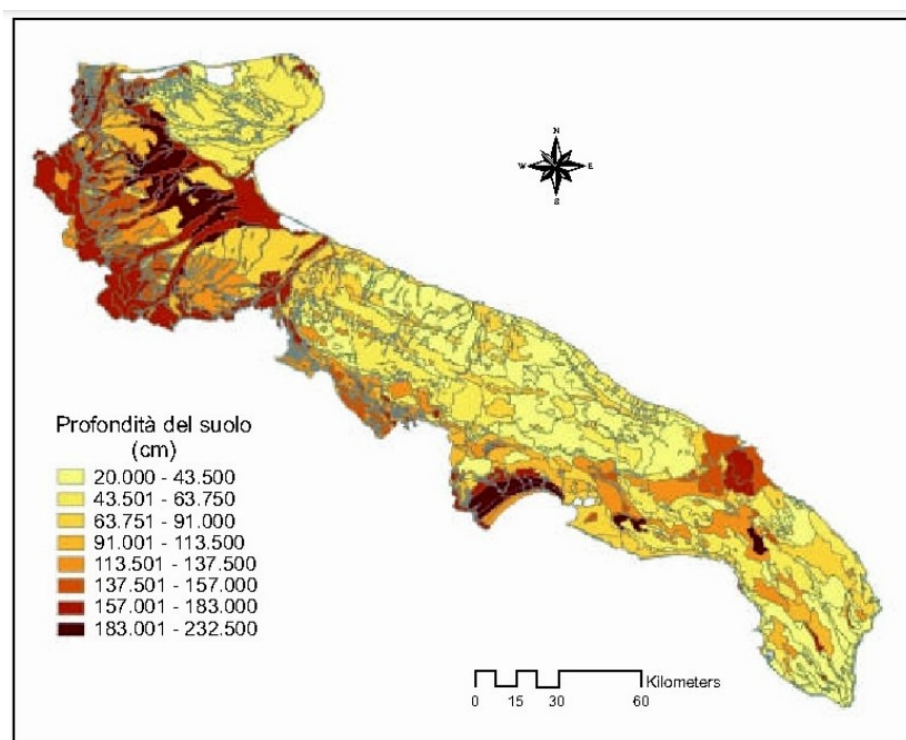 N
W
E
S
Profondità del suolo
(cm)
20.000 - 43.500
43.501 - 63.750
63.751 - 91.000
91.001 - 113.500
113.501 - 137.500
137.501 - 157.000
157.001 - 183.000
183.001 - 232.500
Kilometers
0 15 30 60